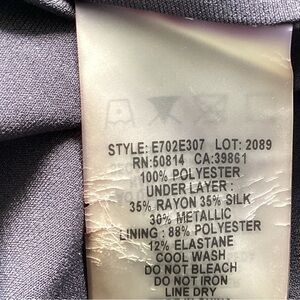 STYLE: E702E307 LOT: 2089
RN:50814 CA:39861
100% POLYESTER
UNDER LAYER:
35% RAYON 35% SILK
30% METALLIC
LINING : 88% POLYESTER
12% ELASTANE
COOL WASH
DO NOT BLEACH
DO NOT IRON
LINE DRY